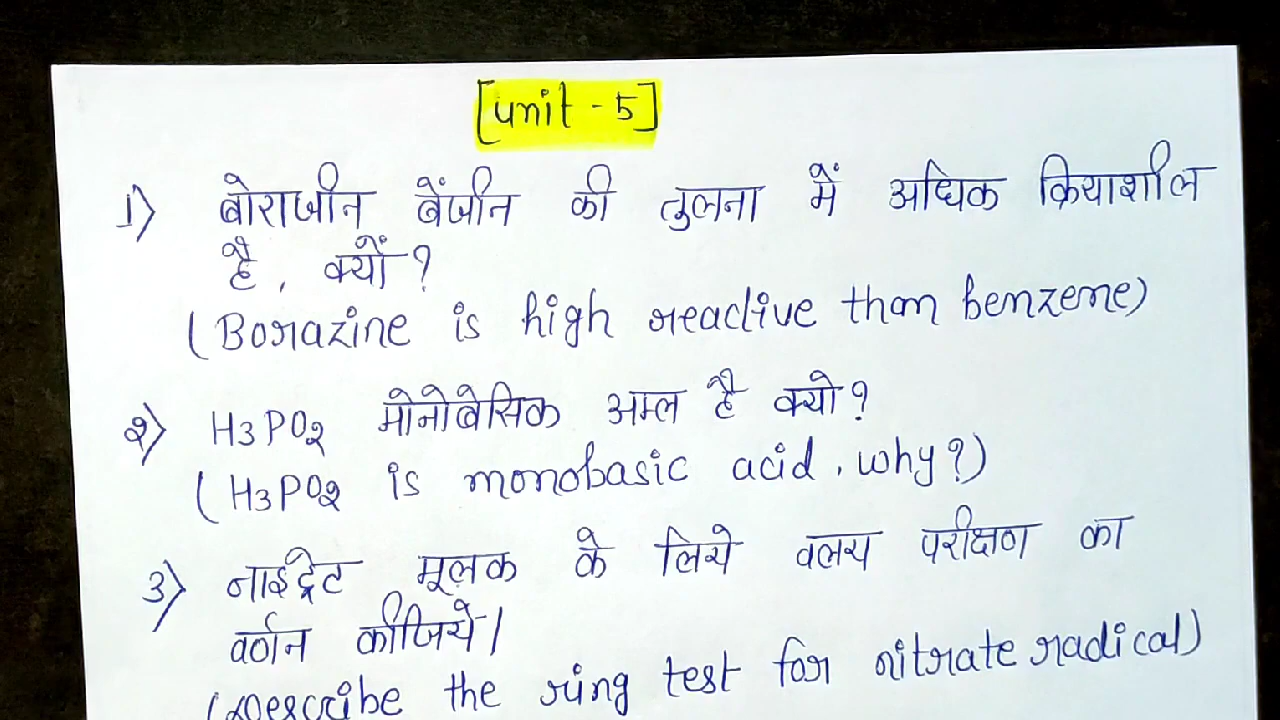 [unit - 5]
1) बोराजीन बेंजीन की तुलना में अधिक क्रियाशील
है, क्यों?
(Borazine is high reactive than benzene)
2) H3PO2 मोनोबेसिक अम्ल है क्यो?
(H3PO2 is monobasic acid, why?)
3) नाइट्रेट मूलक के लिये वलय परीक्षण का
वर्णन कीजिये।
(Describe the ring test for nitrate radical)